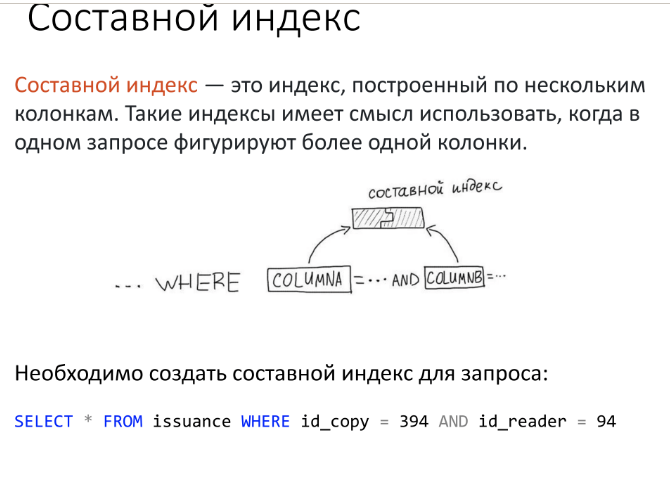 Составной индекс
Составной индекс — это индекс, построенный по нескольким
колонкам. Такие индексы имеет смысл использовать, когда в
одном запросе фигурируют более одной колонки.
составной индекс
... WHERE COLUMNA =... AND COLUMNB =...
Необходимо создать составной индекс для запроса:
SELECT * FROM issuance WHERE id_copy = 394 AND id_reader = 94